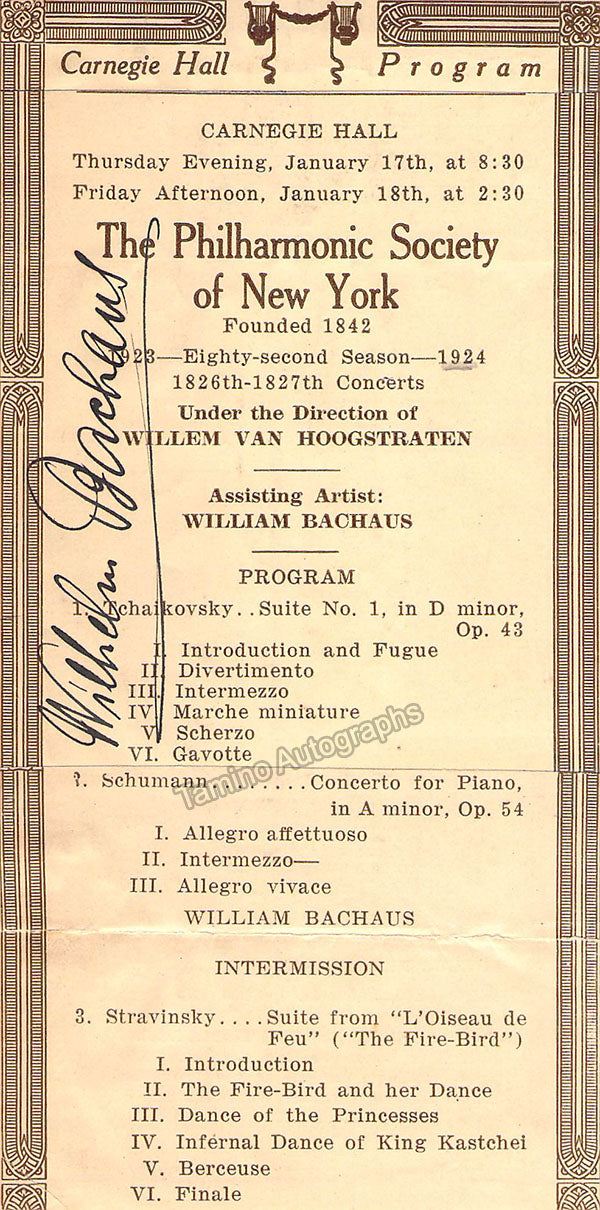 Carnegie Hall Program
CARNEGIE HALL
Thursday Evening, January 17th, at 8:30
Friday Afternoon, January 18th, at 2:30
The Philharmonic Society
of New York
Founded 1842
1923—Eighty-second Season—1924
1826th-1827th Concerts
Under the Direction of
WILLEM VAN HOOGSTRATEN
Assisting Artist:
WILLIAM BACHAUS
PROGRAM
1. Tchaikovsky..Suite No. 1, in D minor,
Op. 43
I. Introduction and Fugue
II. Divertimento
III. Intermezzo
IV. Marche miniature
V. Scherzo
VI. Gavotte
2. Schumann.........Concerto for Piano,
in A minor, Op. 54
I. Allegro affettuoso
II. Intermezzo—
III. Allegro vivace
WILLIAM BACHAUS
INTERMISSION
3. Stravinsky....Suite from "L'Oiseau de
Feu" ("The Fire-Bird")
I. Introduction
II. The Fire-Bird and her Dance
III. Dance of the Princesses
IV. Infernal Dance of King Kastchei
V. Berceuse
VI. Finale
Wilhelm Bachaus
Tamino Autographs